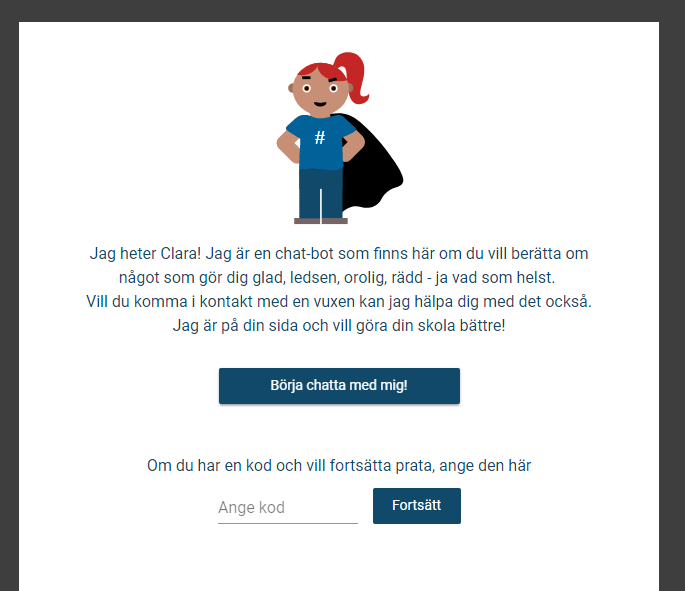 #
Jag heter Clara! Jag är en chat-bot som finns här om du vill berätta om
något som gör dig glad, ledsen, orolig, rädd - ja vad som helst.
Vill du komma i kontakt med en vuxen kan jag hälpa dig med det också.
Jag är på din sida och vill göra din skola bättre!
Börja chatta med mig!
Om du har en kod och vill fortsätta prata, ange den här
Ange kod
Fortsätt